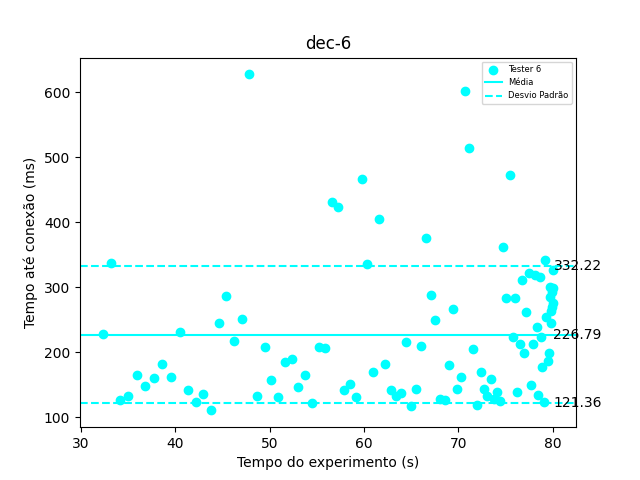 dec-6
Tester 6
Média
Desvio Padrão
600
500
400
300
200
100
Tempo até conexão (ms)
332.22
226.79
121.36
30 40 50 60 70 80
Tempo do experimento (s)